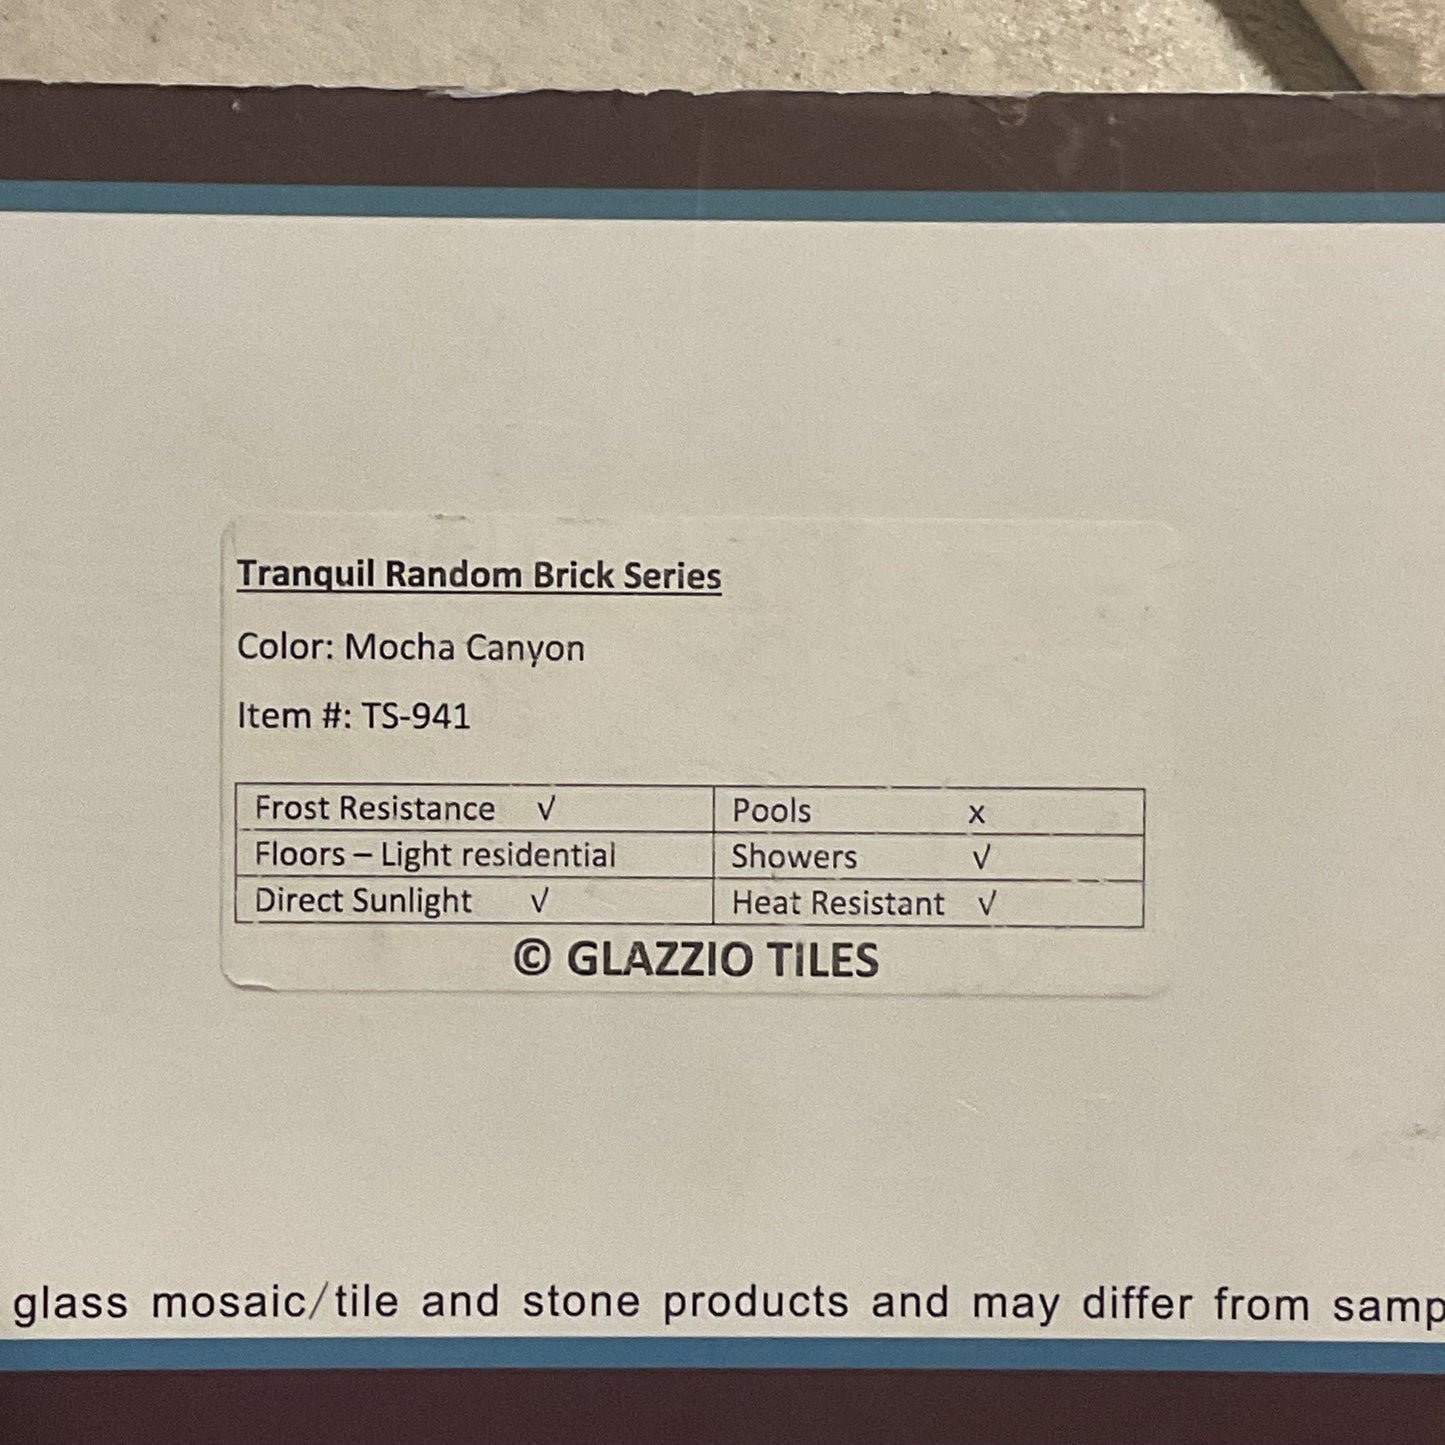 Tranquil Random Brick Series
Color: Mocha Canyon
Item #: TS-941
Frost Resistance √ Pools x
Floors – Light residential Showers √
Direct Sunlight √ Heat Resistant √
© GLAZZIO TILES
glass mosaic/tile and stone products and may differ from samp